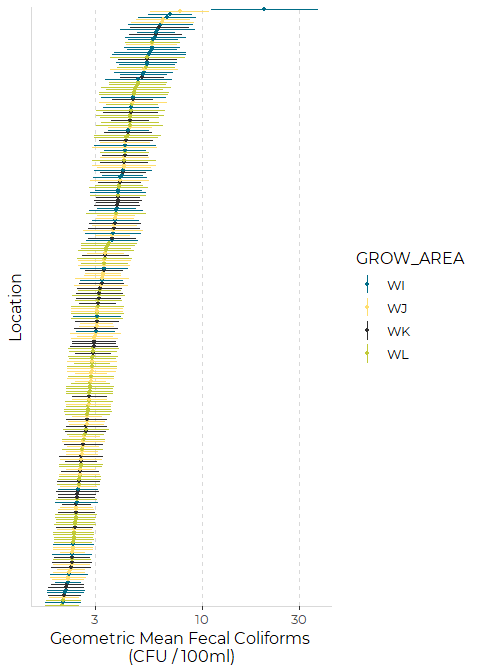 Location
GROW_AREA
WI
WJ
WK
WL
3
10
30
Geometric Mean Fecal Coliforms
(CFU / 100ml)